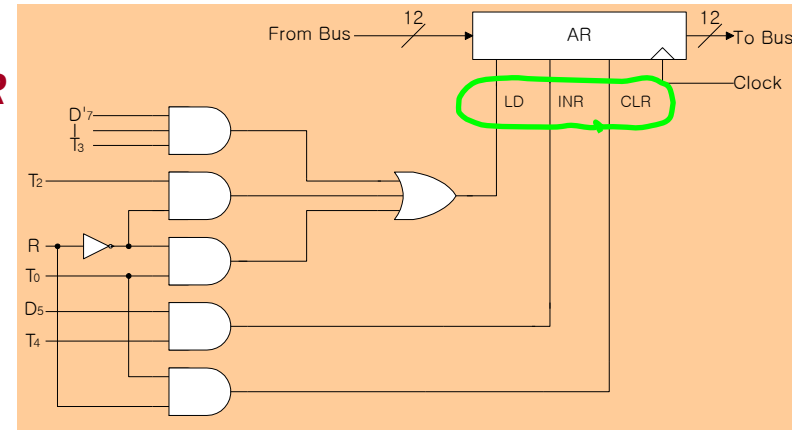 12
12
From Bus
AR
To Bus
LD
INR
CLR
Clock
R
D'7
I
T3
T2
R
T0
D5
T4